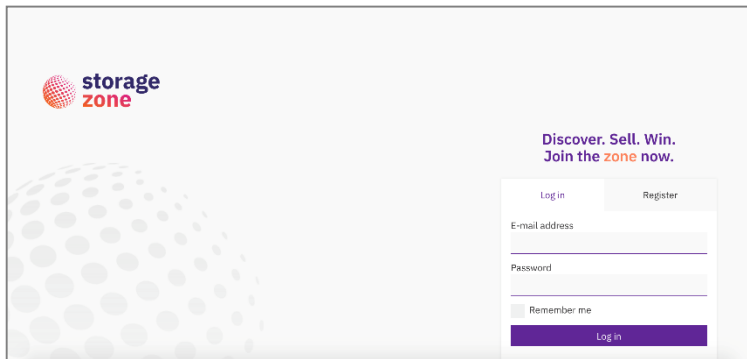 storage
zone
Discover. Sell. Win.
Join the zone now.
Log in
Register
E-mail address
Password
Remember me
Log in